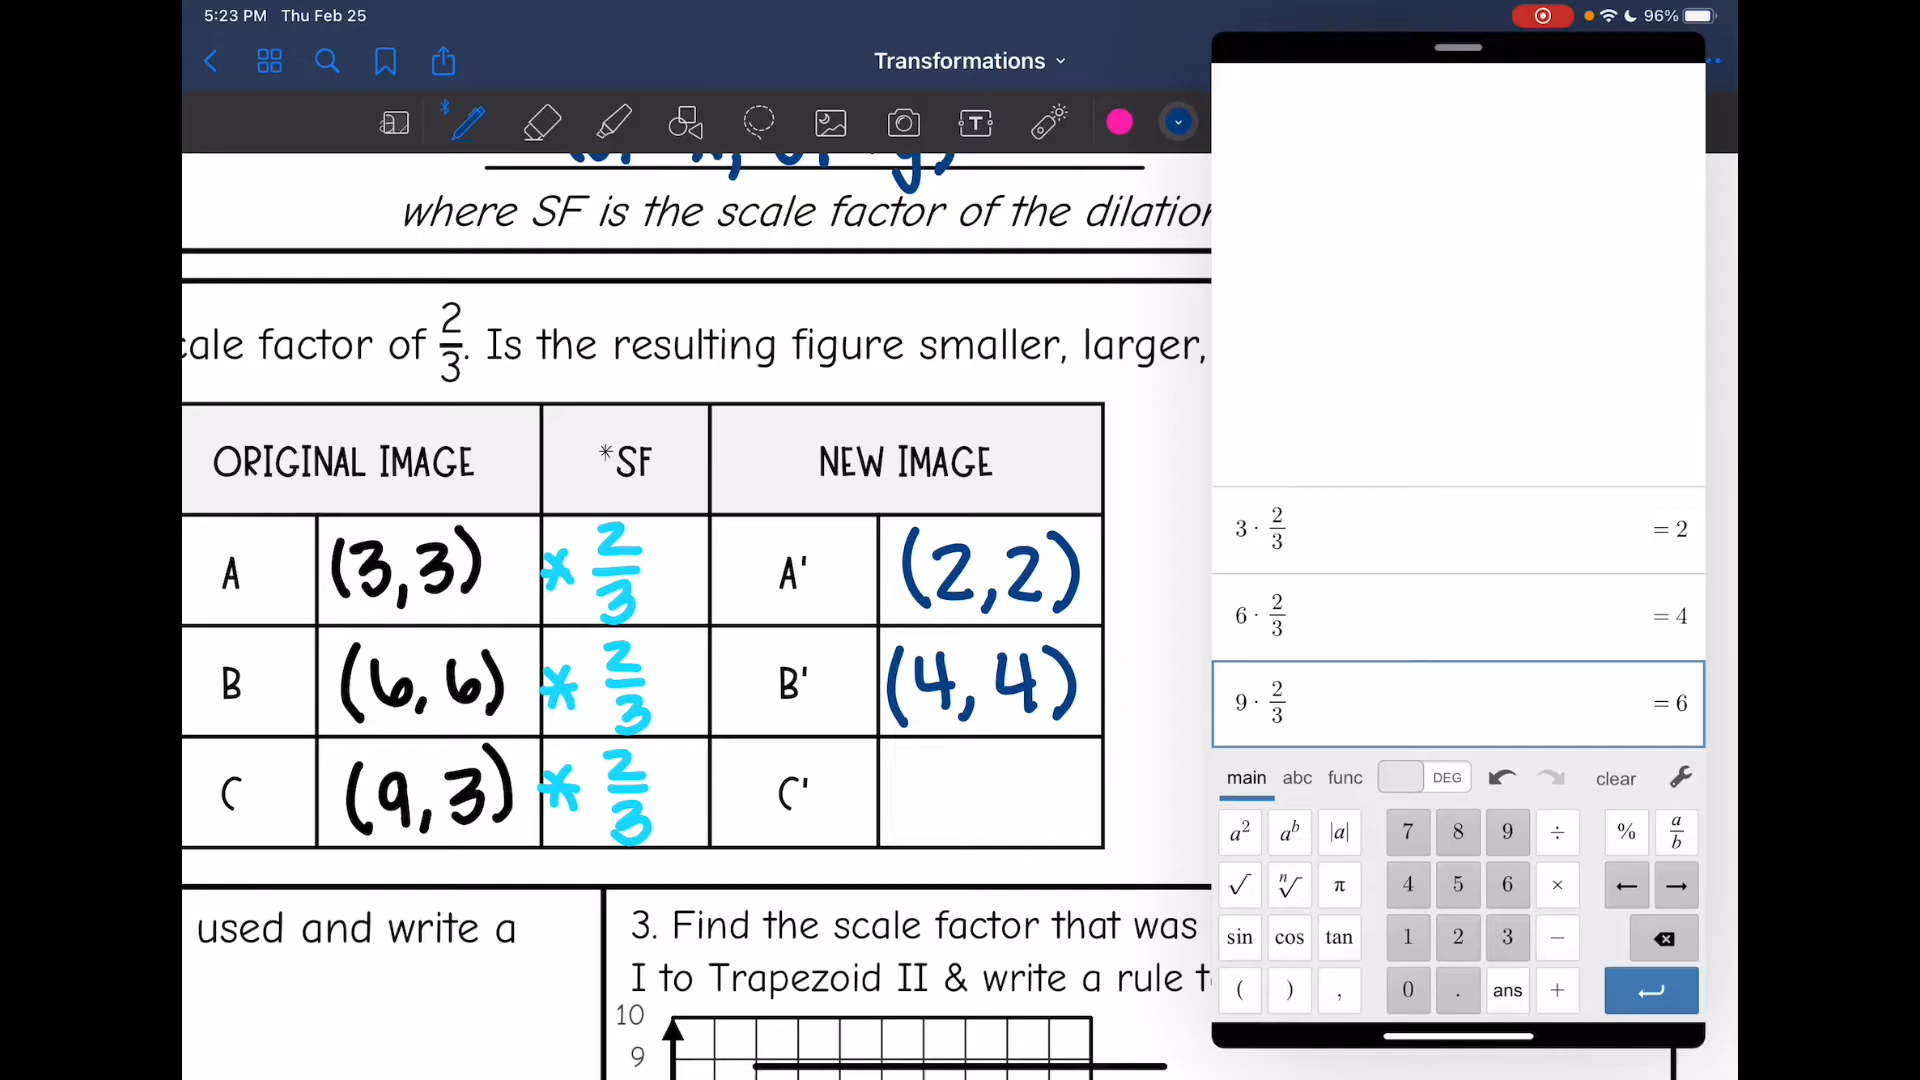 5:23 PM Thu Feb 25
96%
Transformations
where SF is the scale factor of the dilation
scale factor of 2/3. Is the resulting figure smaller, larger,
ORIGINAL IMAGE *SF NEW IMAGE
A (3,3) * 2/3 A' (2,2)
B (6,6) * 2/3 B' (4,4)
C (9,3) * 2/3 C'
used and write a
3. Find the scale factor that was
I to Trapezoid II & write a rule t
10
9
3 · 2/3 = 2
6 · 2/3 = 4
9 · 2/3 = 6
main abc func DEG clear
a² aᵇ |a| 7 8 9 ÷ % a/b
√ ⁿ√ π 4 5 6 × ← →
sin cos tan 1 2 3 −
( ) , 0 . ans +